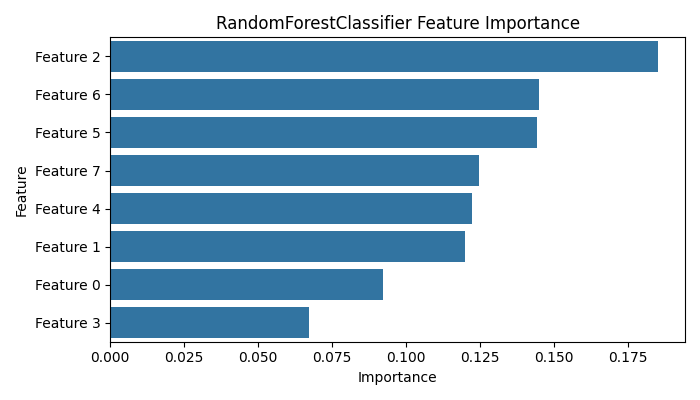 RandomForestClassifier Feature Importance
Feature 2
Feature 6
Feature 5
Feature 7
Feature 4
Feature 1
Feature 0
Feature 3
Feature
0.000 0.025 0.050 0.075 0.100 0.125 0.150 0.175
Importance